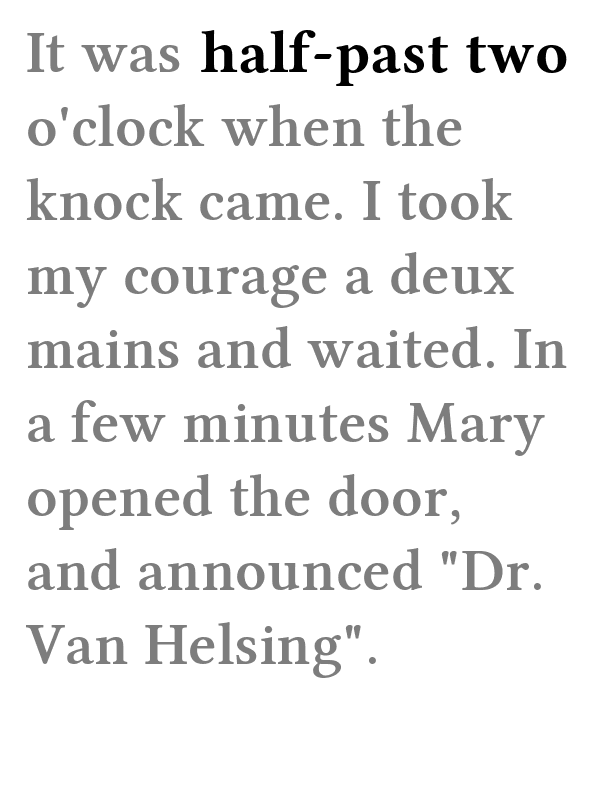 It was half-past two
o'clock when the
knock came. I took
my courage a deux
mains and waited. In
a few minutes Mary
opened the door,
and announced "Dr.
Van Helsing".